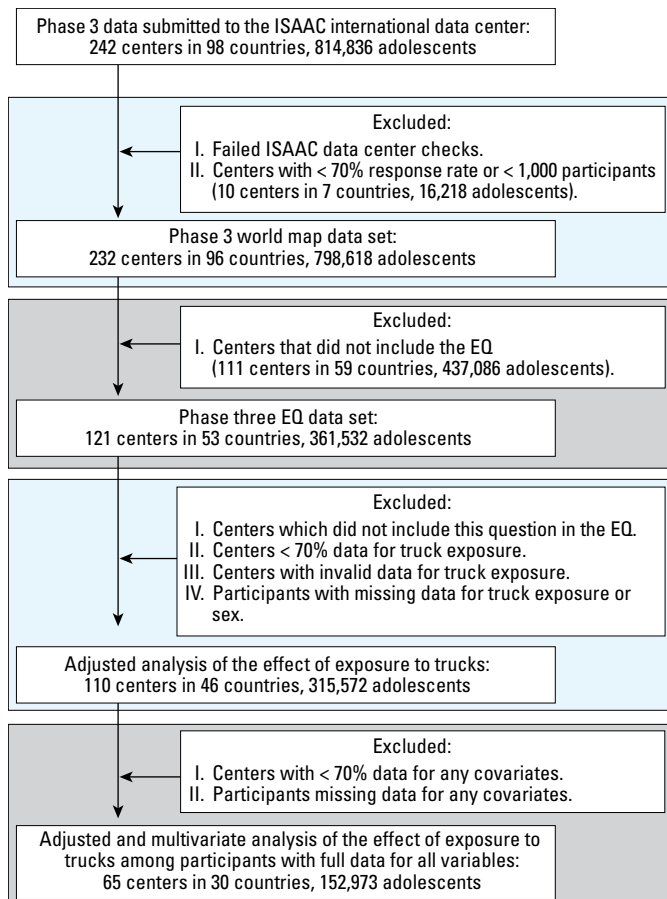 Phase 3 data submitted to the ISAAC international data center:
242 centers in 98 countries, 814,836 adolescents
Excluded:
I. Failed ISAAC data center checks.
II. Centers with < 70% response rate or < 1,000 participants
(10 centers in 7 countries, 16,218 adolescents).
Phase 3 world map data set:
232 centers in 96 countries, 798,618 adolescents
Excluded:
I. Centers that did not include the EQ
(111 centers in 59 countries, 437,086 adolescents).
Phase three EQ data set:
121 centers in 53 countries, 361,532 adolescents
Excluded:
I. Centers which did not include this question in the EQ.
II. Centers < 70% data for truck exposure.
III. Centers with invalid data for truck exposure.
IV. Participants with missing data for truck exposure or
sex.
Adjusted analysis of the effect of exposure to trucks:
110 centers in 46 countries, 315,572 adolescents
Excluded:
I. Centers with < 70% data for any covariates.
II. Participants missing data for any covariates.
Adjusted and multivariate analysis of the effect of exposure to
trucks among participants with full data for all variables:
65 centers in 30 countries, 152,973 adolescents